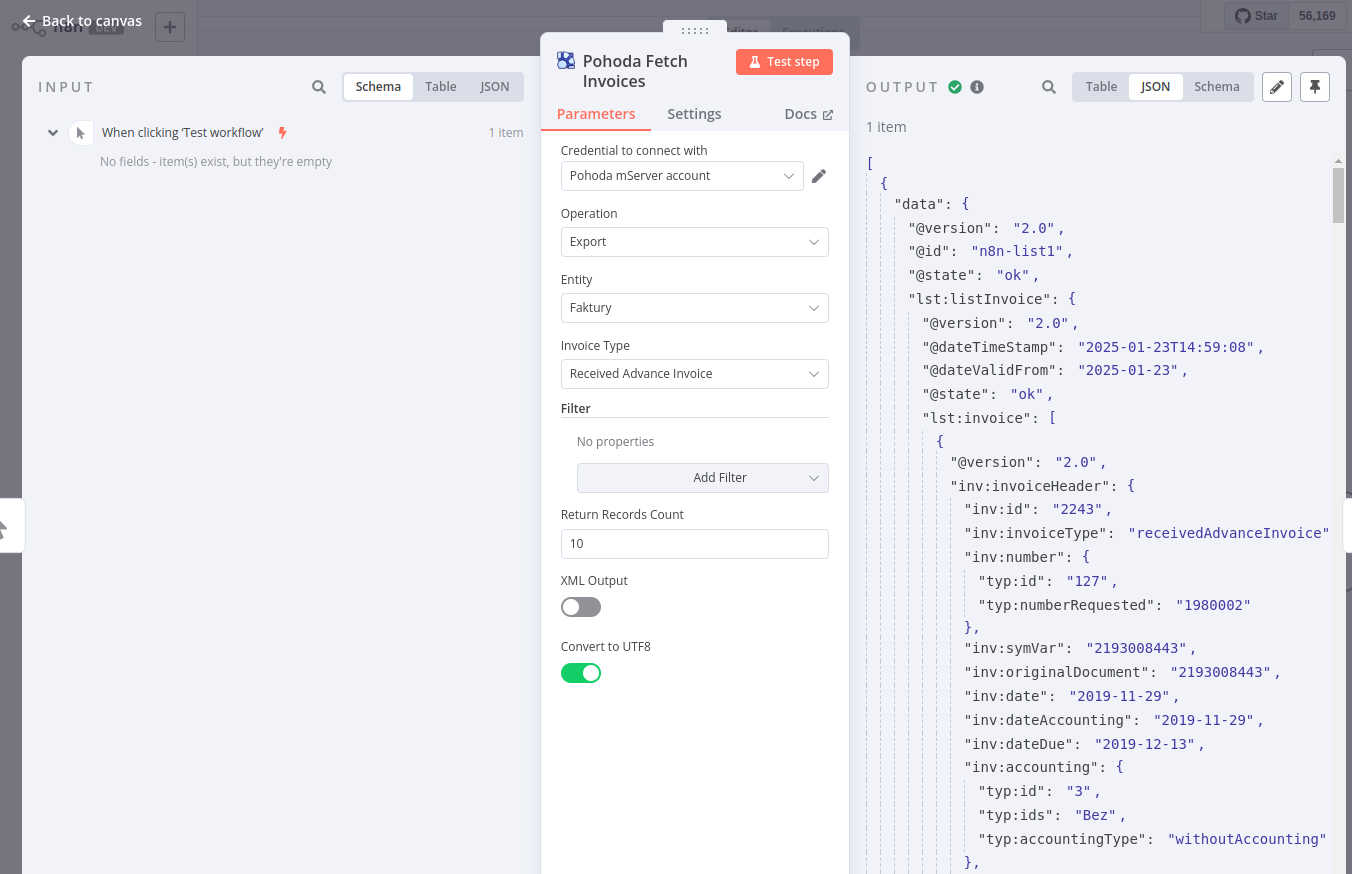 Back to canvas
n8n DEV
Editor
Executions
Star 56,169
INPUT
Schema Table JSON
When clicking ‘Test workflow’ 1 item
No fields - item(s) exist, but they're empty
Pohoda Fetch
Invoices
Test step
Parameters Settings Docs
Credential to connect with
Pohoda mServer account
Operation
Export
Entity
Faktury
Invoice Type
Received Advance Invoice
Filter
No properties
Add Filter
Return Records Count
10
XML Output
Convert to UTF8
OUTPUT
Table JSON Schema
1 item
[
{
"data": {
"@version": "2.0",
"@id": "n8n-list1",
"@state": "ok",
"lst:listInvoice": {
"@version": "2.0",
"@dateTimeStamp": "2025-01-23T14:59:08",
"@dateValidFrom": "2025-01-23",
"@state": "ok",
"lst:invoice": [
{
"@version": "2.0",
"inv:invoiceHeader": {
"inv:id": "2243",
"inv:invoiceType": "receivedAdvanceInvoice"
"inv:number": {
"typ:id": "127",
"typ:numberRequested": "1980002"
},
"inv:symVar": "2193008443",
"inv:originalDocument": "2193008443",
"inv:date": "2019-11-29",
"inv:dateAccounting": "2019-11-29",
"inv:dateDue": "2019-12-13",
"inv:accounting": {
"typ:id": "3",
"typ:ids": "Bez",
"typ:accountingType": "withoutAccounting"
},